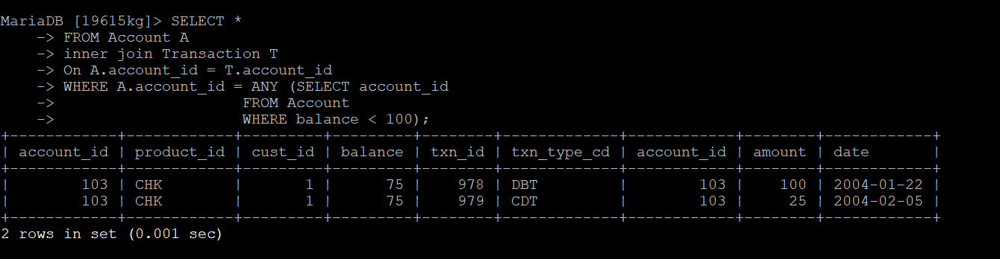 MariaDB [19615kg]> SELECT *
    -> FROM Account A
    -> inner join Transaction T
    -> On A.account_id = T.account_id
    -> WHERE A.account_id = ANY (SELECT account_id
    ->                     FROM Account
    ->                     WHERE balance < 100);
+------------+------------+---------+---------+--------+-------------+------------+--------+------------+
| account_id | product_id | cust_id | balance | txn_id | txn_type_cd | account_id | amount | date       |
+------------+------------+---------+---------+--------+-------------+------------+--------+------------+
|        103 | CHK        |       1 |      75 |    978 | DBT         |        103 |    100 | 2004-01-22 |
|        103 | CHK        |       1 |      75 |    979 | CDT         |        103 |     25 | 2004-02-05 |
+------------+------------+---------+---------+--------+-------------+------------+--------+------------+
2 rows in set (0.001 sec)